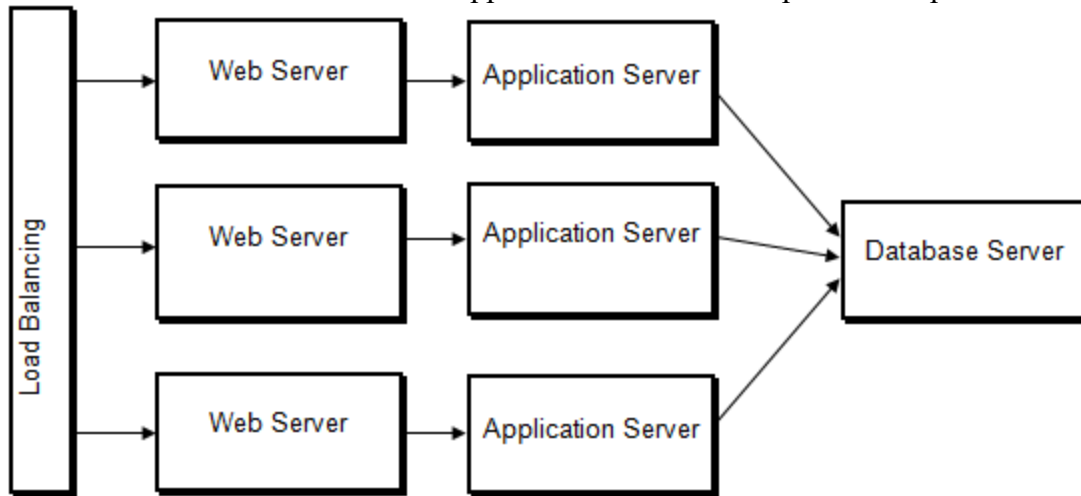 Web Server
Application Server
Web Server
Application Server
Database Server
Load Balancing
Web Server
Application Server